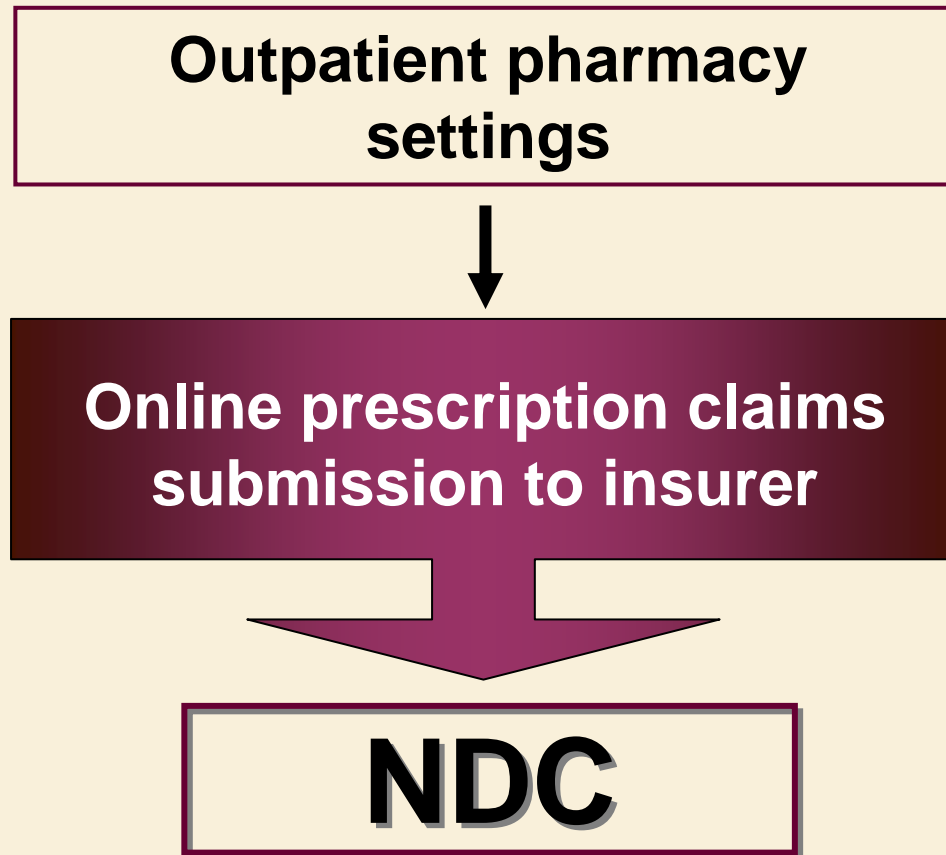 Outpatient pharmacy
settings
Online prescription claims
submission to insurer
NDC